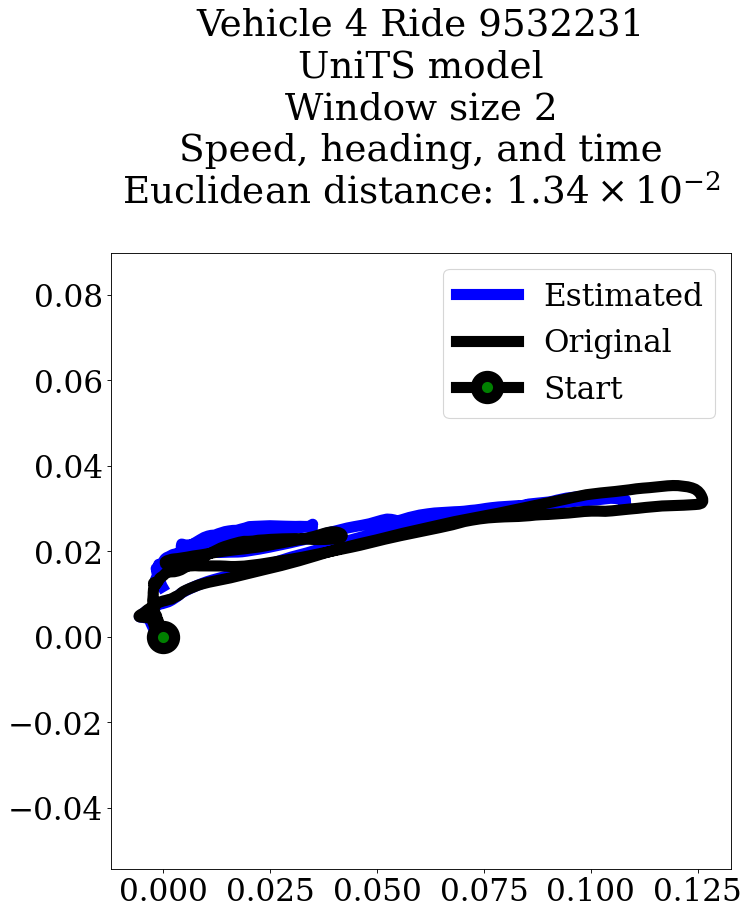 Vehicle 4 Ride 9532231
UniTS model
Window size 2
Speed, heading, and time
Euclidean distance: 1.34 × 10⁻²
Estimated
Original
Start
0.08
0.06
0.04
0.02
0.00
−0.02
−0.04
0.000 0.025 0.050 0.075 0.100 0.125